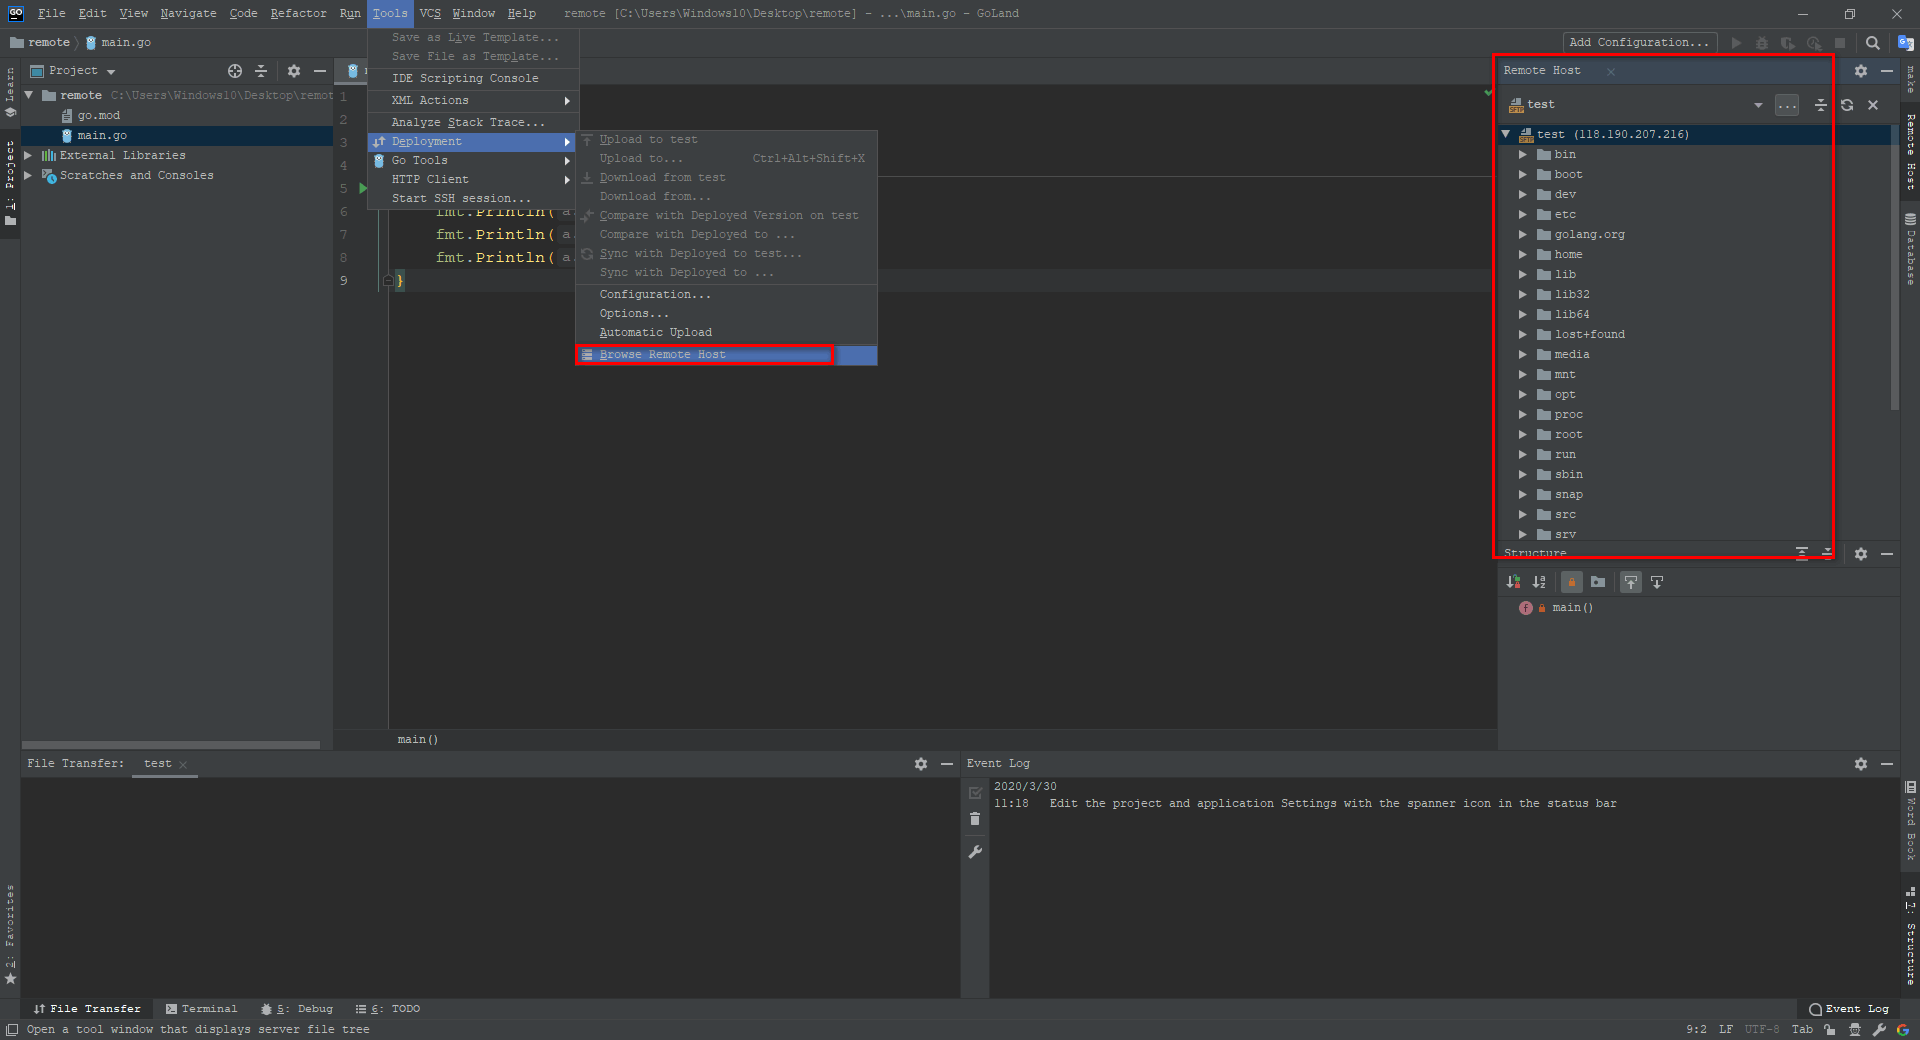 GO File Edit View Navigate Code Refactor Run Tools VCS Window Help remote [C:\Users\Windows10\Desktop\remote] - ...\main.go - GoLand
remote main.go
Add Configuration...
Project
remote C:\Users\Windows10\Desktop\remot
go.mod
main.go
External Libraries
Scratches and Consoles
Learn
1: Project
2: Favorites
Save as Live Template...
Save File as Template...
IDE Scripting Console
XML Actions
Analyze Stack Trace...
Deployment
Go Tools
HTTP Client
Start SSH session...
Upload to test
Upload to... Ctrl+Alt+Shift+X
Download from test
Download from...
Compare with Deployed Version on test
Compare with Deployed to ...
Sync with Deployed to test...
Sync with Deployed to ...
Configuration...
Options...
Automatic Upload
Browse Remote Host
1
2
3
4
5
6 fmt.Println( a.
7 fmt.Println( a.
8 fmt.Println( a.
9 }
main()
Remote Host
test
...
test (118.190.207.216)
bin
boot
dev
etc
golang.org
home
lib
lib32
lib64
lost+found
media
mnt
opt
proc
root
run
sbin
snap
src
srv
Structure
f main()
make
Remote Host
Database
Word Book
7: Structure
File Transfer: test
Event Log
2020/3/30
11:18 Edit the project and application Settings with the spanner icon in the status bar
File Transfer Terminal 5: Debug 6: TODO Event Log
Open a tool window that displays server file tree
9:2 LF UTF-8 Tab